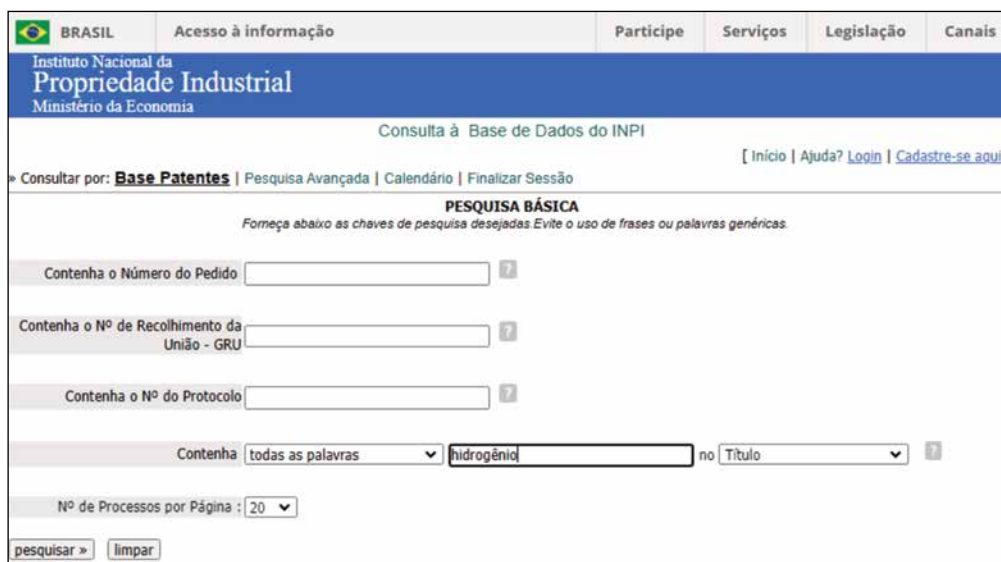 BRASIL Acesso à informação Participe Serviços Legislação Canais
Instituto Nacional da
Propriedade Industrial
Ministério da Economia
Consulta à Base de Dados do INPI
[ Início | Ajuda? Login | Cadastre-se aqui
» Consultar por: Base Patentes | Pesquisa Avançada | Calendário | Finalizar Sessão
PESQUISA BÁSICA
Forneça abaixo as chaves de pesquisa desejadas.Evite o uso de frases ou palavras genéricas.
Contenha o Número do Pedido ?
Contenha o Nº de Recolhimento da
União - GRU ?
Contenha o Nº do Protocolo ?
Contenha todas as palavras hidrogênio no Título ?
Nº de Processos por Página : 20
pesquisar » limpar